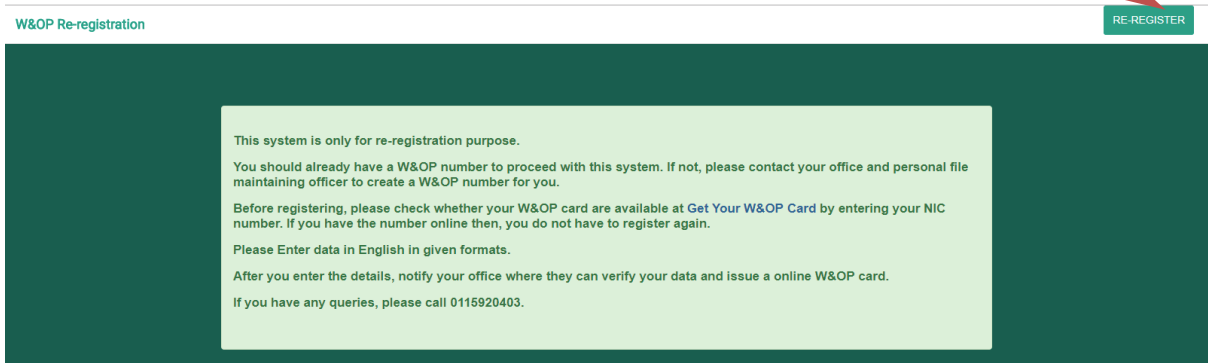 W&OP Re-registration
RE-REGISTER
This system is only for re-registration purpose.
You should already have a W&OP number to proceed with this system. If not, please contact your office and personal file
maintaining officer to create a W&OP number for you.
Before registering, please check whether your W&OP card are available at Get Your W&OP Card by entering your NIC
number. If you have the number online then, you do not have to register again.
Please Enter data in English in given formats.
After you enter the details, notify your office where they can verify your data and issue a online W&OP card.
If you have any queries, please call 0115920403.